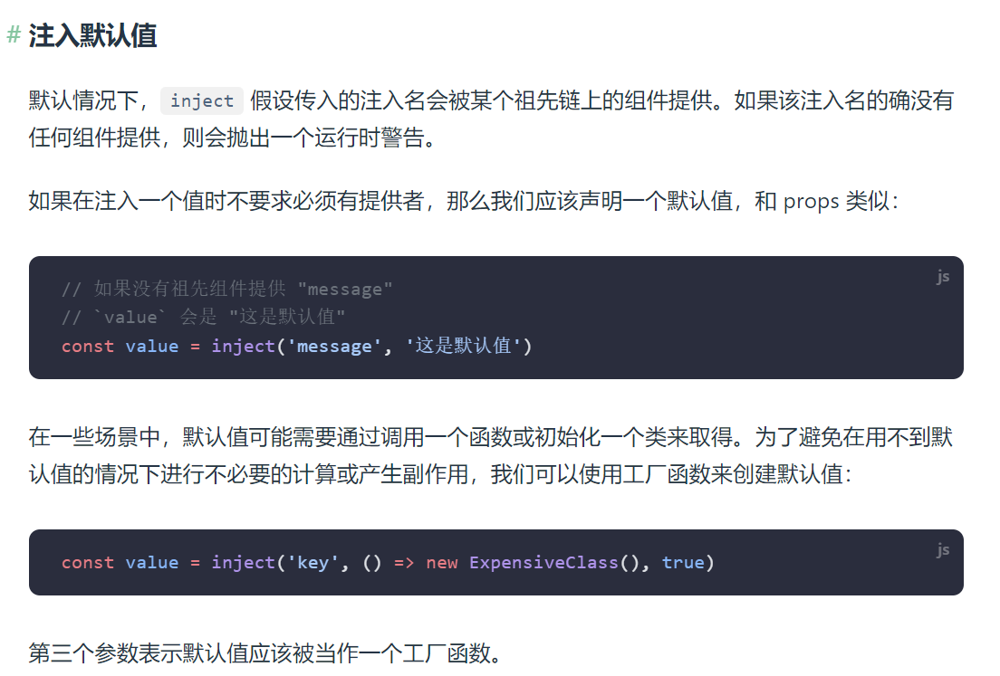 # 注入默认值
默认情况下，inject 假设传入的注入名会被某个祖先链上的组件提供。如果该注入名的确没有
任何组件提供，则会抛出一个运行时警告。
如果在注入一个值时不要求必须有提供者，那么我们应该声明一个默认值，和 props 类似：
js
// 如果没有祖先组件提供 "message"
// `value` 会是 "这是默认值"
const value = inject('message', '这是默认值')
在一些场景中，默认值可能需要通过调用一个函数或初始化一个类来取得。为了避免在用不到默
认值的情况下进行不必要的计算或产生副作用，我们可以使用工厂函数来创建默认值：
js
const value = inject('key', () => new ExpensiveClass(), true)
第三个参数表示默认值应该被当作一个工厂函数。